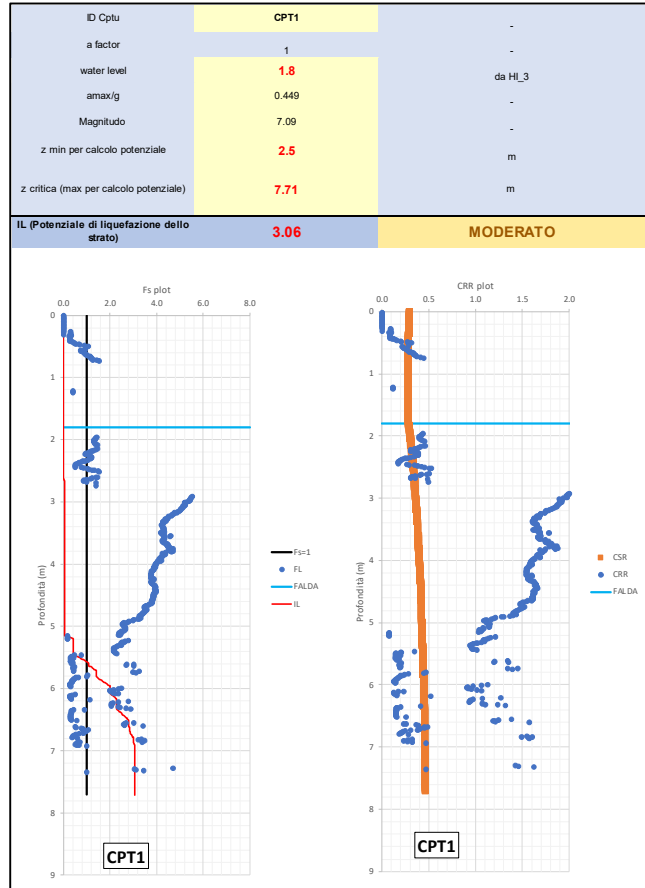 ID Cptu CPT1 -
a factor 1 -
water level 1.8 da HI_3
amax/g 0.449 -
Magnitudo 7.09 -
z min per calcolo potenziale 2.5 m
z critica (max per calcolo potenziale) 7.71 m
IL (Potenziale di liquefazione dello
strato) 3.06 MODERATO
Fs plot
0.0 2.0 4.0 6.0 8.0
0
1
2
3
4
5
6
7
8
9
Profondità (m)
Fs=1
FL
FALDA
IL
CPT1
CRR plot
0.0 0.5 1.0 1.5 2.0
0
1
2
3
4
5
6
7
8
9
Profondità (m)
CSR
CRR
FALDA
CPT1